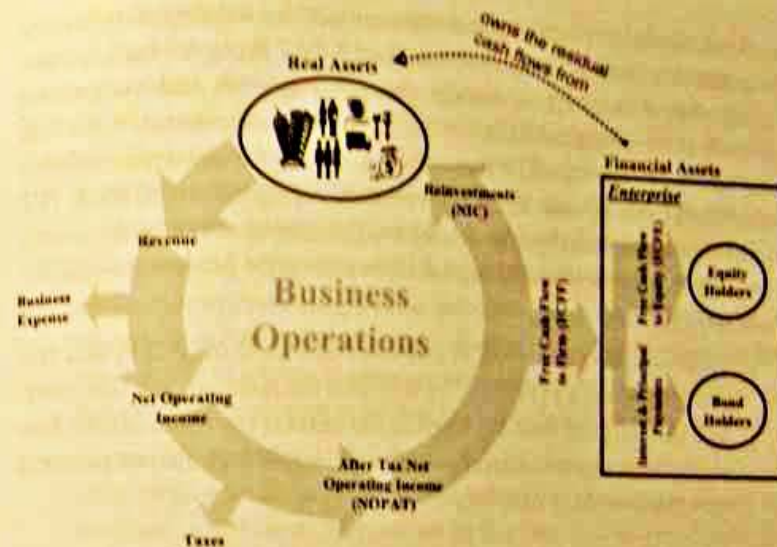 owns the residual
cash flows from
Real Assets
$
Financial Assets
Enterprise
Reinvestments
(NIC)
Revenue
Free Cash Flow
to Equity (FCFE)
Equity
Holders
Business
Expense
Business
Operations
Free Cash Flow
to Firm (FCFF)
Net Operating
Income
Interest & Principal
Payments
Bond
Holders
After Tax Net
Operating Income
(NOPAT)
Taxes